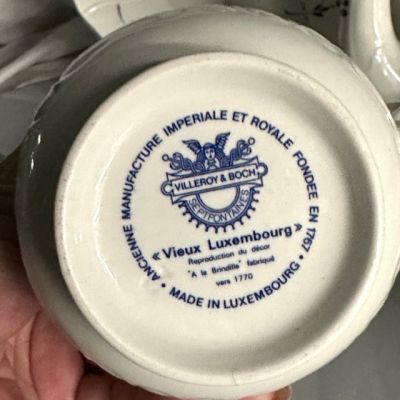 • ANCIENNE MANUFACTURE IMPERIALE ET ROYALE FONDEE EN 1767 •
VILLEROY & BOCH
SEPTFONTAINES
« Vieux Luxembourg »
Reproduction du décor
"A la Brindille" fabriqué
vers 1770
MADE IN LUXEMBOURG